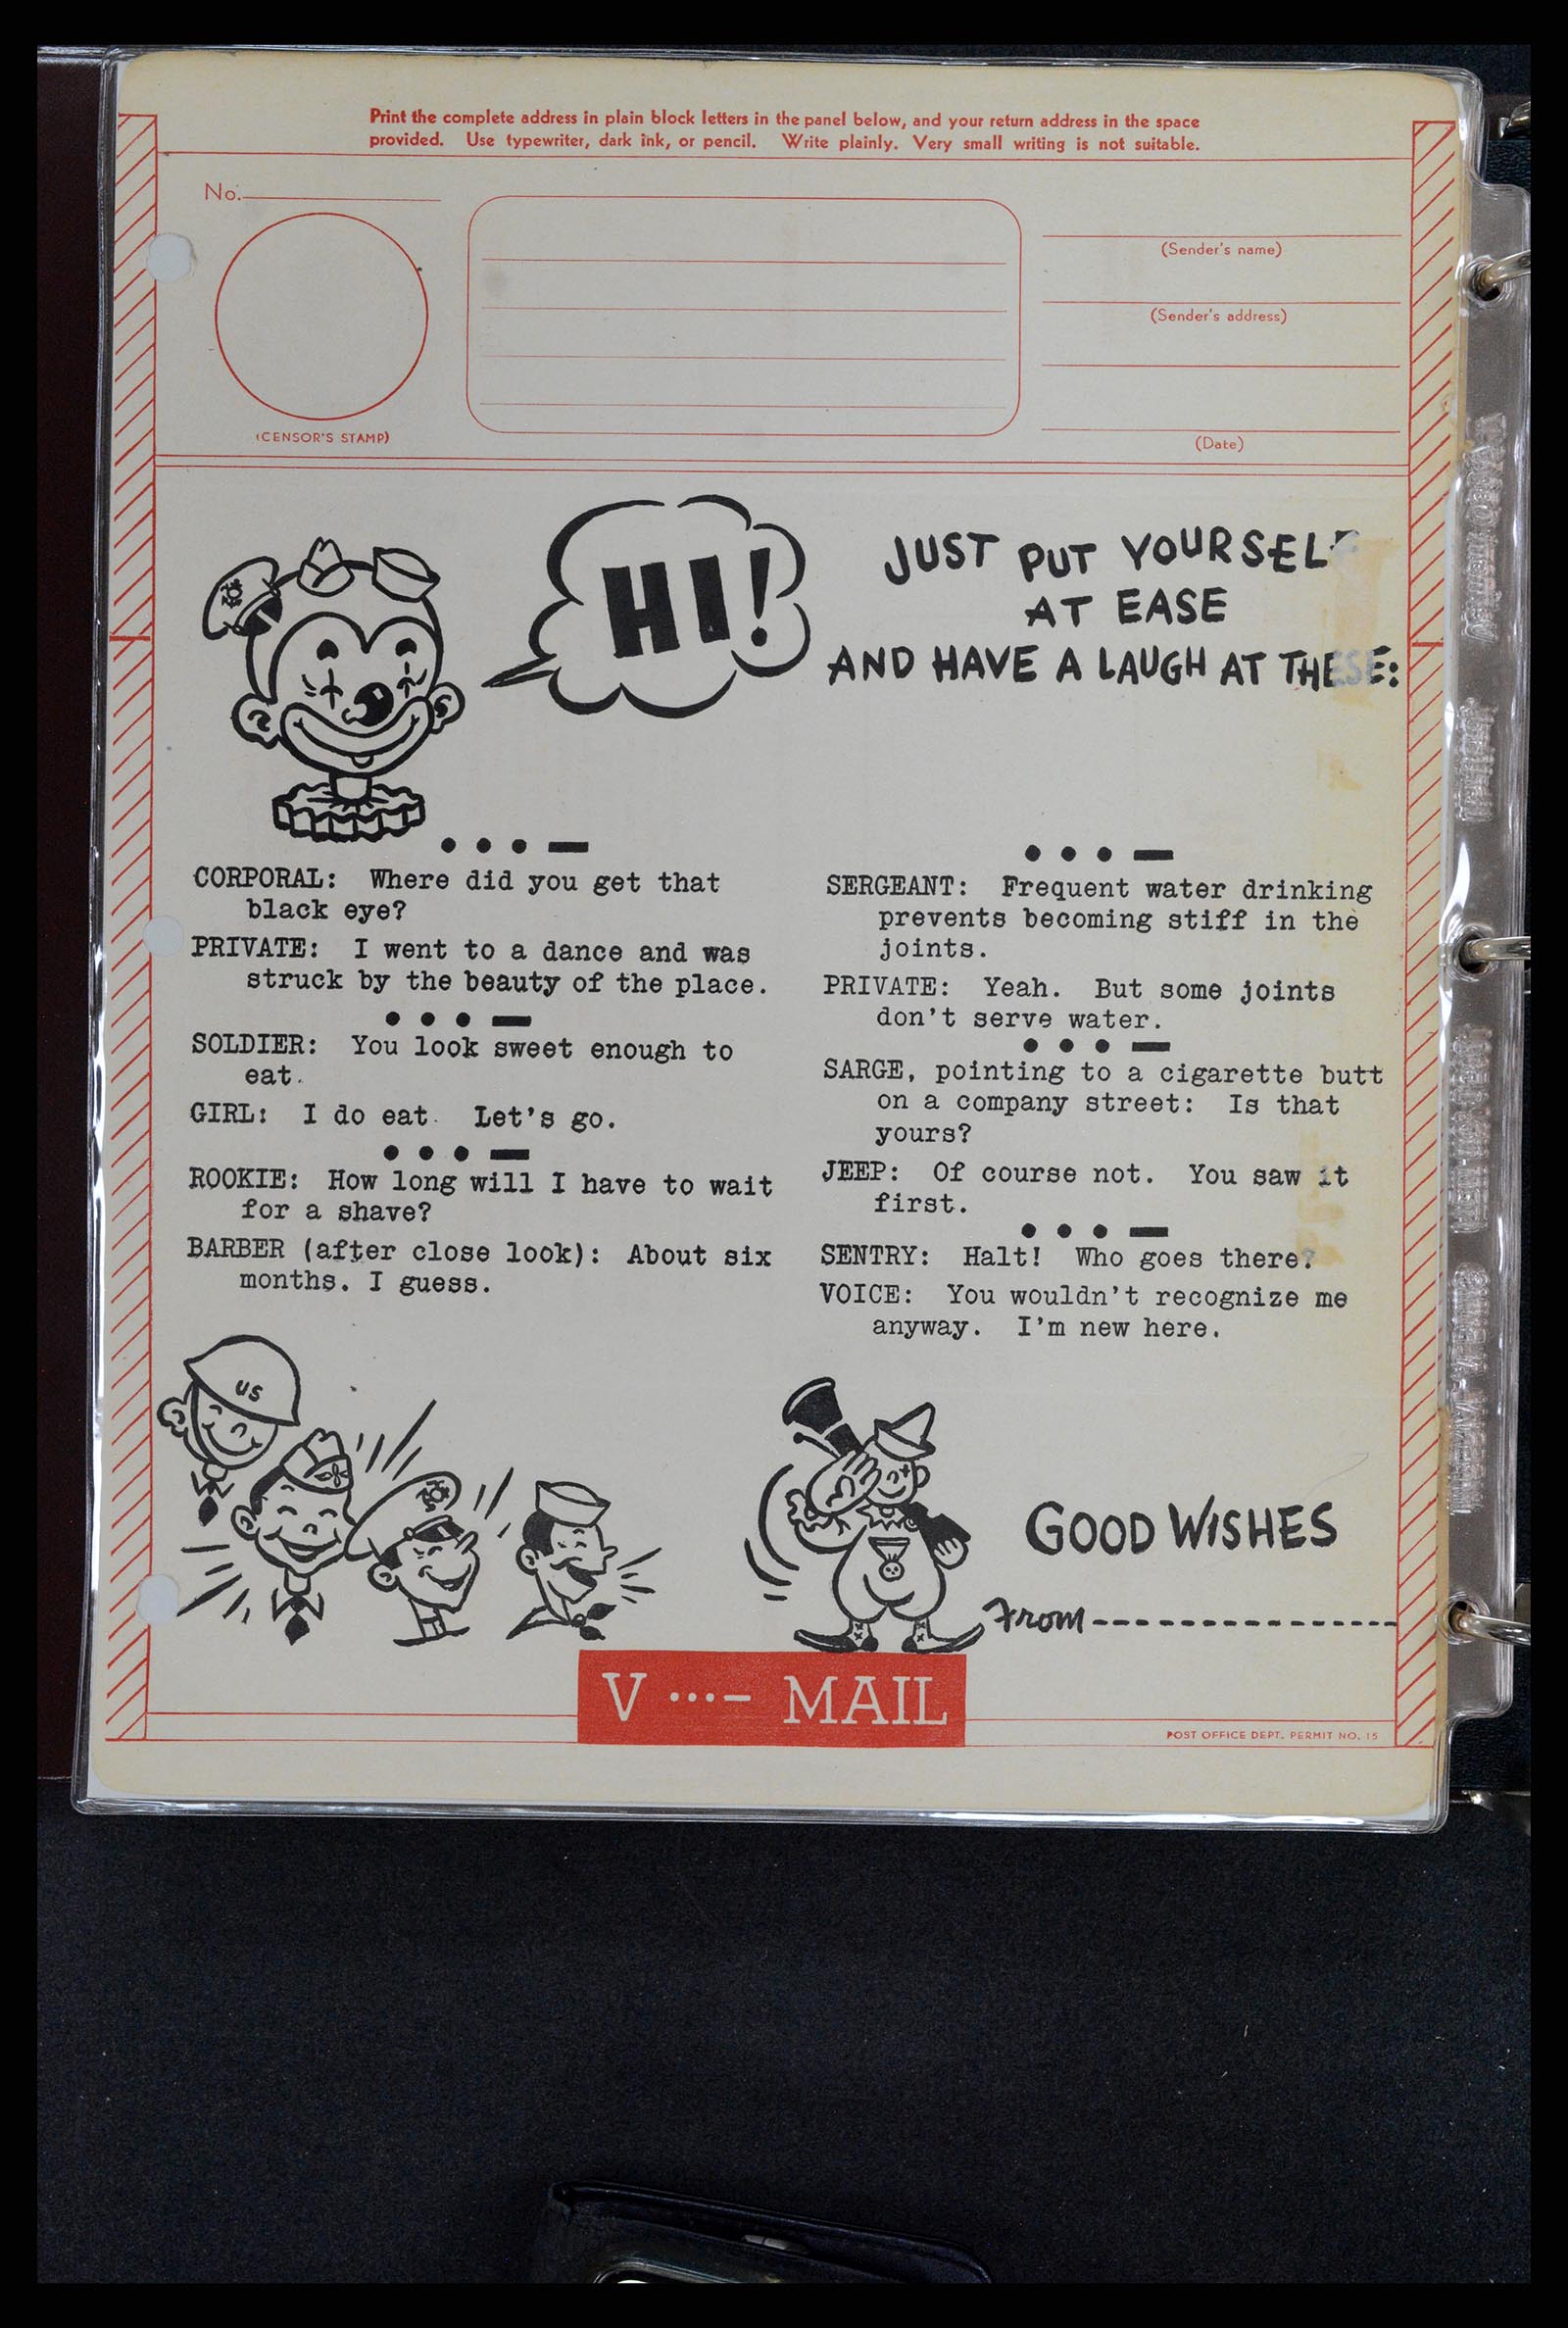 Print the complete address in plain block letters in the panel below, and your return address in the space
provided. Use typewriter, dark ink, or pencil. Write plainly. Very small writing is not suitable.
No.
(CENSOR'S STAMP)
(Sender's name)
(Sender's address)
(Date)
HI!
JUST PUT YOURSELF
AT EASE
AND HAVE A LAUGH AT THESE:
CORPORAL: Where did you get that
black eye?
PRIVATE: I went to a dance and was
struck by the beauty of the place.
SOLDIER: You look sweet enough to
eat.
GIRL: I do eat. Let's go.
ROOKIE: How long will I have to wait
for a shave?
BARBER (after close look): About six
months. I guess.
SERGEANT: Frequent water drinking
prevents becoming stiff in the
joints.
PRIVATE: Yeah. But some joints
don't serve water.
SARGE, pointing to a cigarette butt
on a company street: Is that
yours?
JEEP: Of course not. You saw it
first.
SENTRY: Halt! Who goes there?
VOICE: You wouldn't recognize me
anyway. I'm new here.
US
GOOD WISHES
From
V ...- MAIL
POST OFFICE DEPT. PERMIT NO. 15